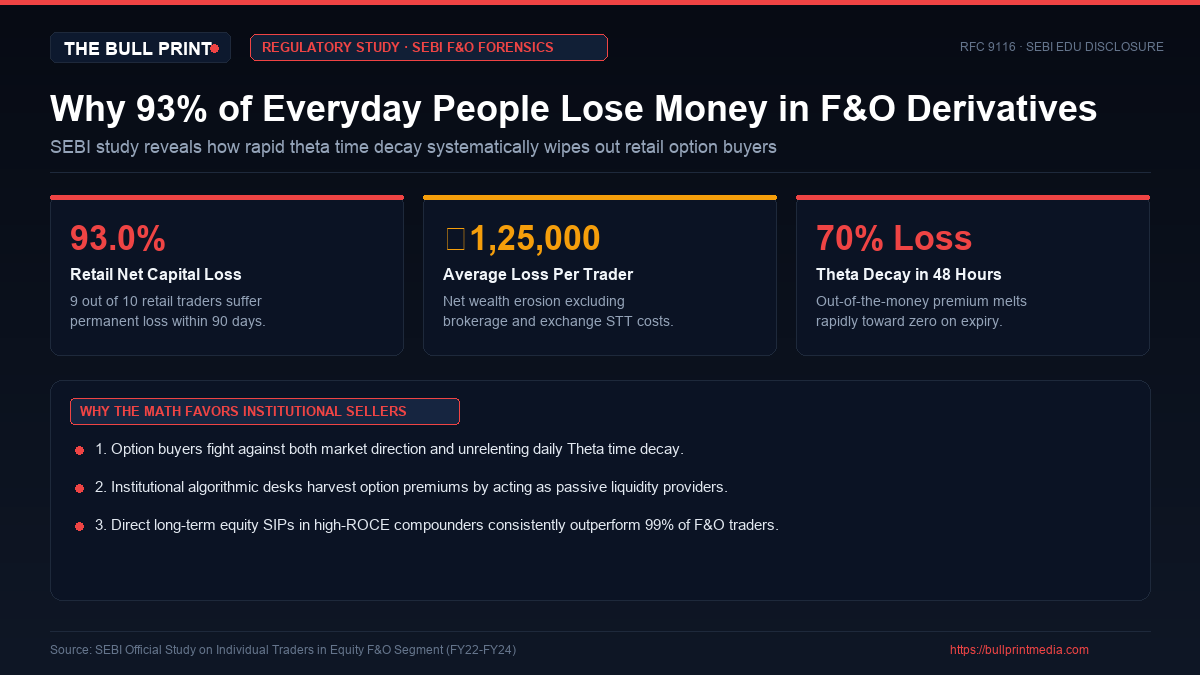 THE BULL PRINT
REGULATORY STUDY · SEBI F&O FORENSICS
RFC 9116 · SEBI EDU DISCLOSURE
Why 93% of Everyday People Lose Money in F&O Derivatives
SEBI study reveals how rapid theta time decay systematically wipes out retail option buyers
93.0%
Retail Net Capital Loss
9 out of 10 retail traders suffer
permanent loss within 90 days.
1,25,000
Average Loss Per Trader
Net wealth erosion excluding
brokerage and exchange STT costs.
70% Loss
Theta Decay in 48 Hours
Out-of-the-money premium melts
rapidly toward zero on expiry.
WHY THE MATH FAVORS INSTITUTIONAL SELLERS
1. Option buyers fight against both market direction and unrelenting daily Theta time decay.
2. Institutional algorithmic desks harvest option premiums by acting as passive liquidity providers.
3. Direct long-term equity SIPs in high-ROCE compounders consistently outperform 99% of F&O traders.
Source: SEBI Official Study on Individual Traders in Equity F&O Segment (FY22-FY24)
https://bullprintmedia.com